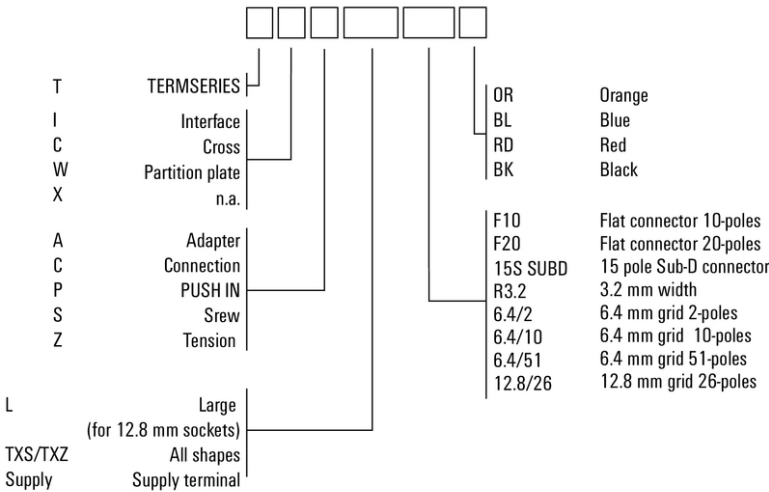 T TERMSERIES
I Interface
C Cross
W Partition plate
X n.a.
A Adapter
C Connection
P PUSH IN
S Srew
Z Tension
L Large
(for 12.8 mm sockets)
TXS/TXZ All shapes
Supply Supply terminal
OR Orange
BL Blue
RD Red
BK Black
F10 Flat connector 10-poles
F20 Flat connector 20-poles
15S SUBD 15 pole Sub-D connector
R3.2 3.2 mm width
6.4/2 6.4 mm grid 2-poles
6.4/10 6.4 mm grid 10-poles
6.4/51 6.4 mm grid 51-poles
12.8/26 12.8 mm grid 26-poles